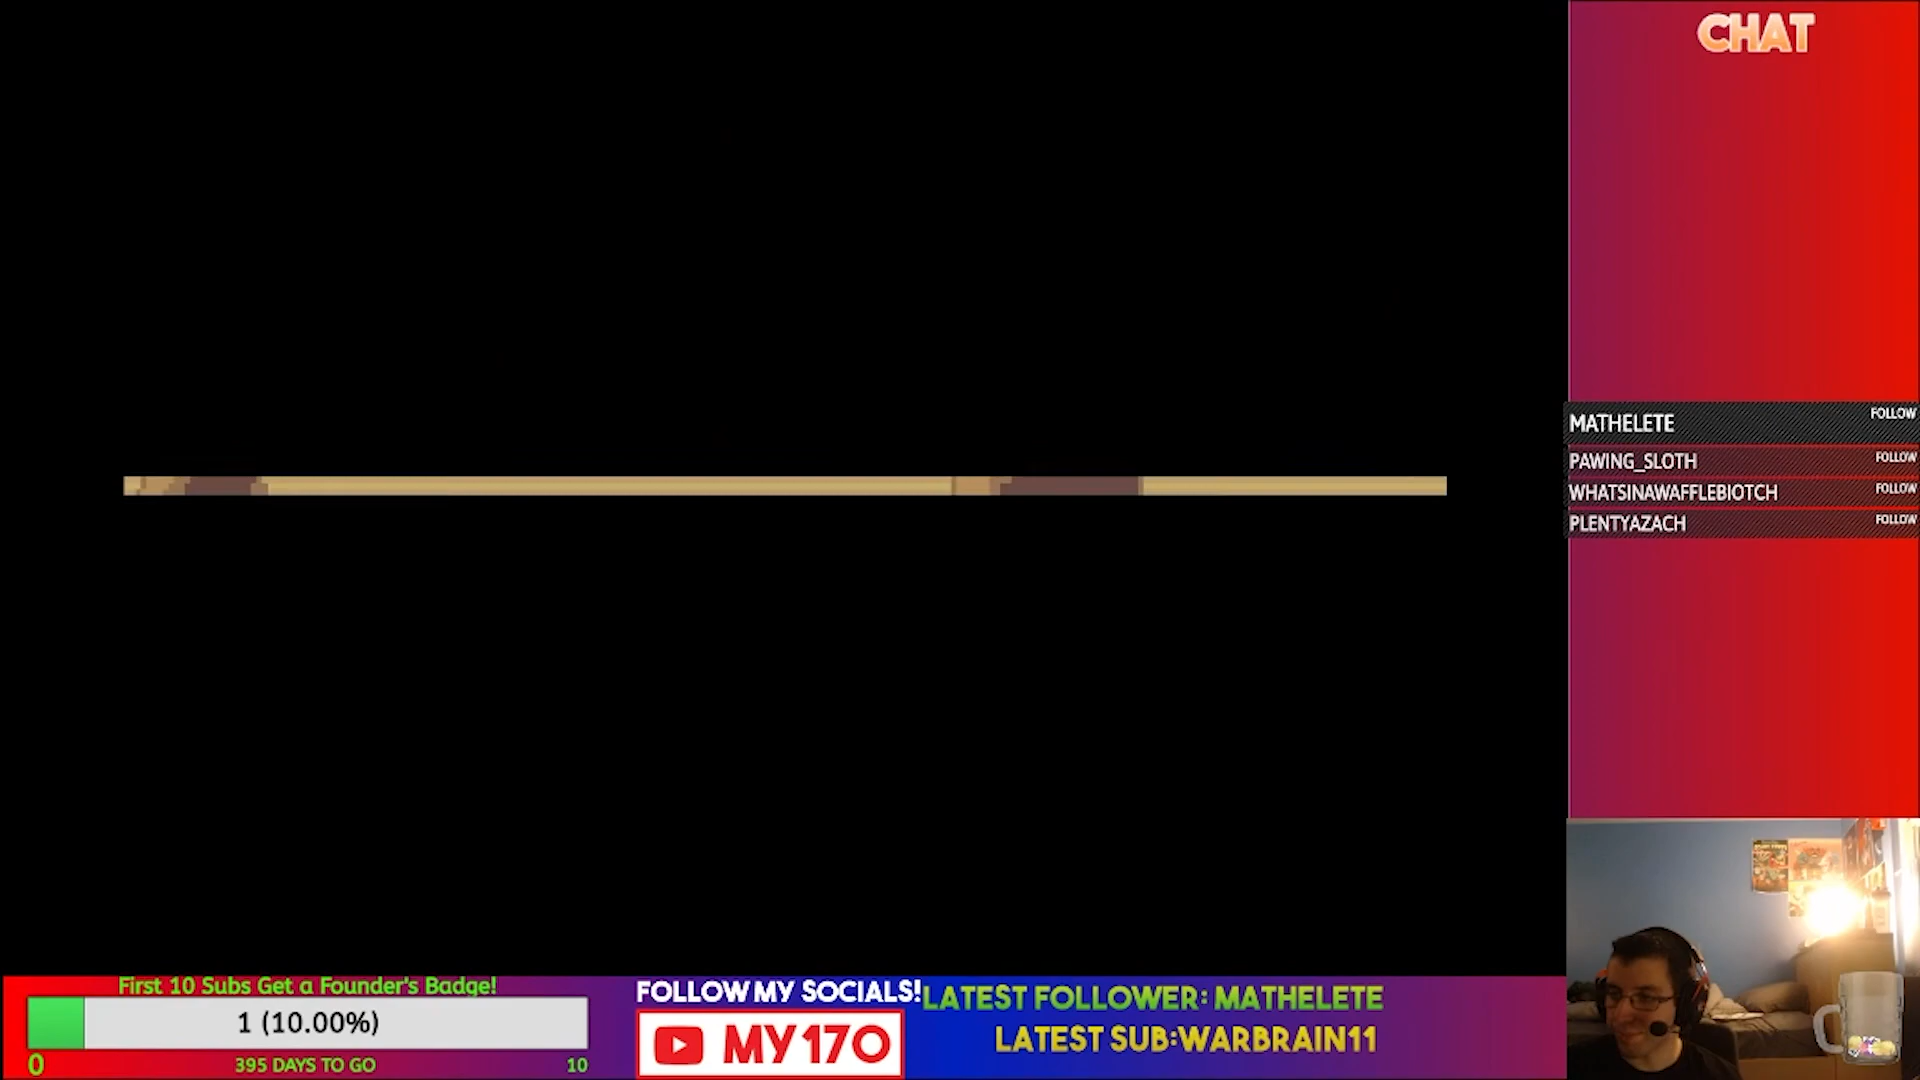 CHAT
MATHELETE FOLLOW
PAWING_SLOTH FOLLOW
WHATSINAWAFFLEBIOTCH FOLLOW
PLENTYAZACH FOLLOW
First 10 Subs Get a Founder's Badge!
1 (10.00%)
0 395 DAYS TO GO 10
FOLLOW MY SOCIALS!
MY170
LATEST FOLLOWER: MATHELETE
LATEST SUB:WARBRAIN11